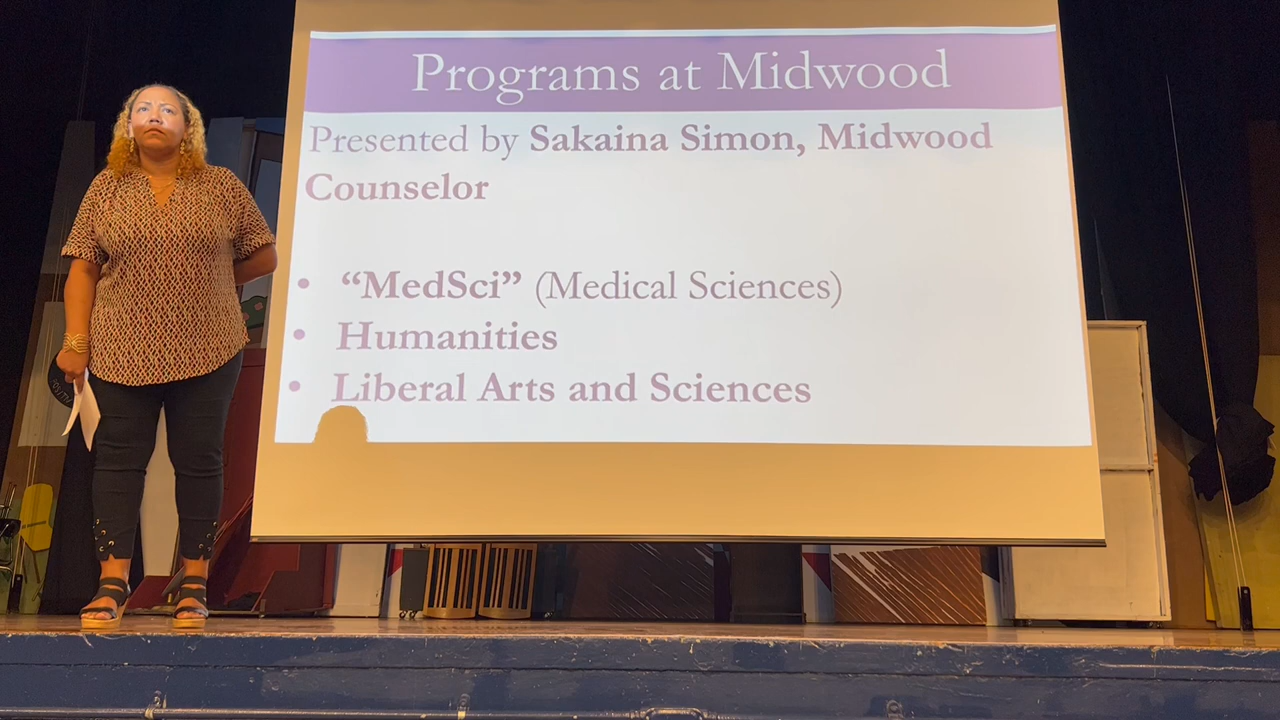 Programs at Midwood
Presented by Sakaina Simon, Midwood
Counselor
• “MedSci” (Medical Sciences)
• Humanities
• Liberal Arts and Sciences